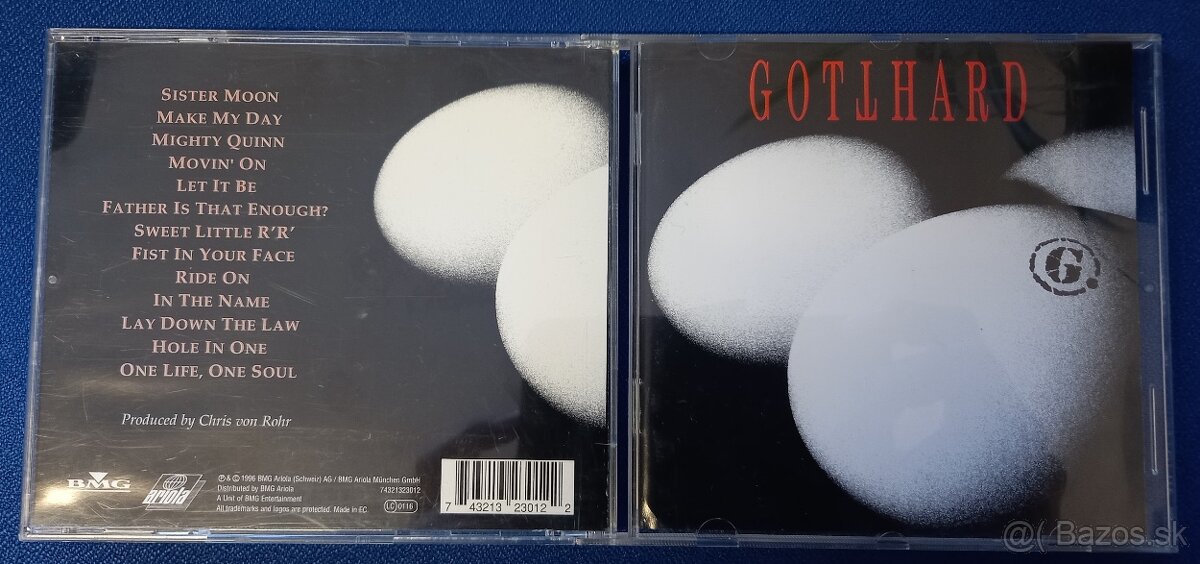 SISTER MOON
MAKE MY DAY
MIGHTY QUINN
MOVIN' ON
LET IT BE
FATHER IS THAT ENOUGH?
SWEET LITTLE R'R'
FIST IN YOUR FACE
RIDE ON
IN THE NAME
LAY DOWN THE LAW
HOLE IN ONE
ONE LIFE, ONE SOUL
Produced by Chris von Rohr
BMG
ariola
℗ & © 1996 BMG Ariola (Schweiz) AG / BMG Ariola München GmbH
Distributed by BMG Ariola
74321323012
A Unit of BMG Entertainment
All trademarks and logos are protected. Made in EC.
LC 0116
7 43213 23012 2
GOTTHARD
G.
@( Bazos.sk